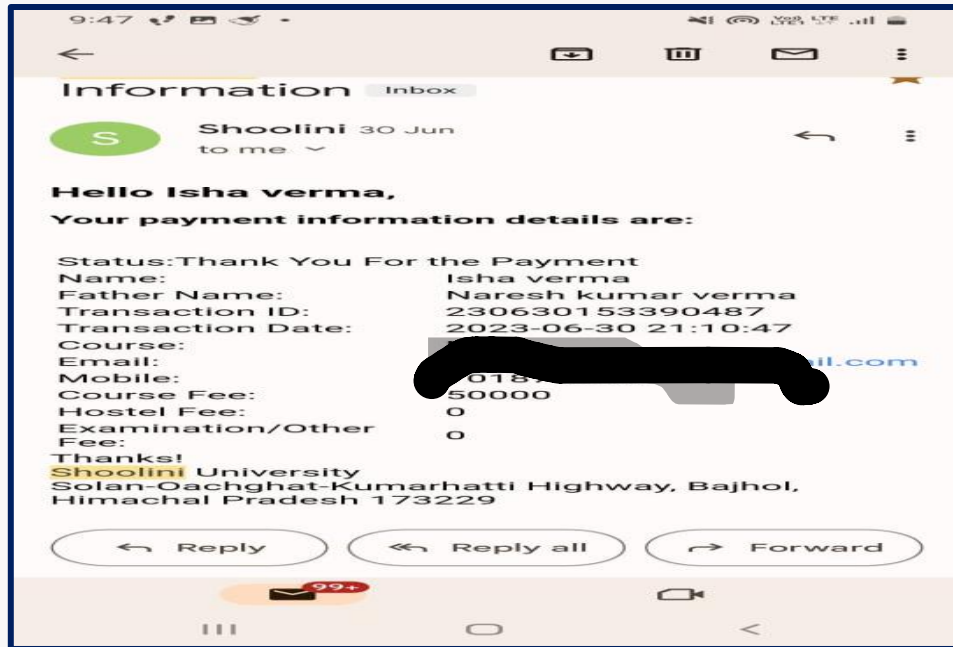 9:47
Information Inbox
S
Shoolini 30 Jun
to me
Hello Isha verma,
Your payment information details are:
Status:Thank You For the Payment
Name: Isha verma
Father Name: Naresh kumar verma
Transaction ID: 230630153390487
Transaction Date: 2023-06-30 21:10:47
Course:
Email: il.com
Mobile:
Course Fee: 50000
Hostel Fee: 0
Examination/Other
Fee: 0
Thanks!
Shoolini University
Solan-Oachghat-Kumarhatti Highway, Bajhol,
Himachal Pradesh 173229
Reply Reply all Forward
99+